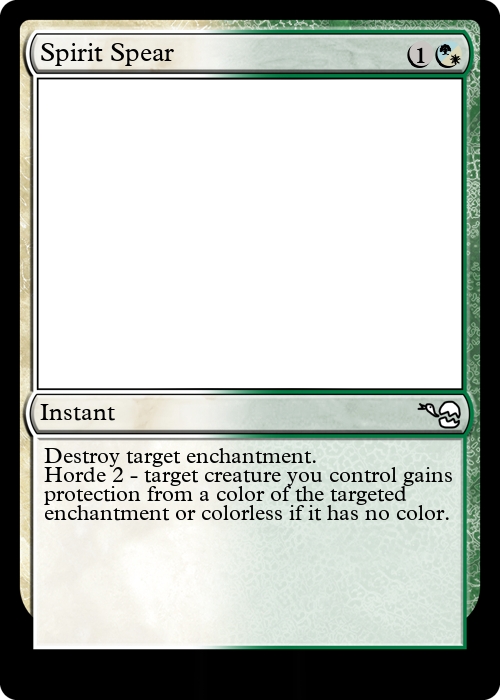 Spirit Spear
1
Instant
Destroy target enchantment.
Horde 2 - target creature you control gains
protection from a color of the targeted
enchantment or colorless if it has no color.